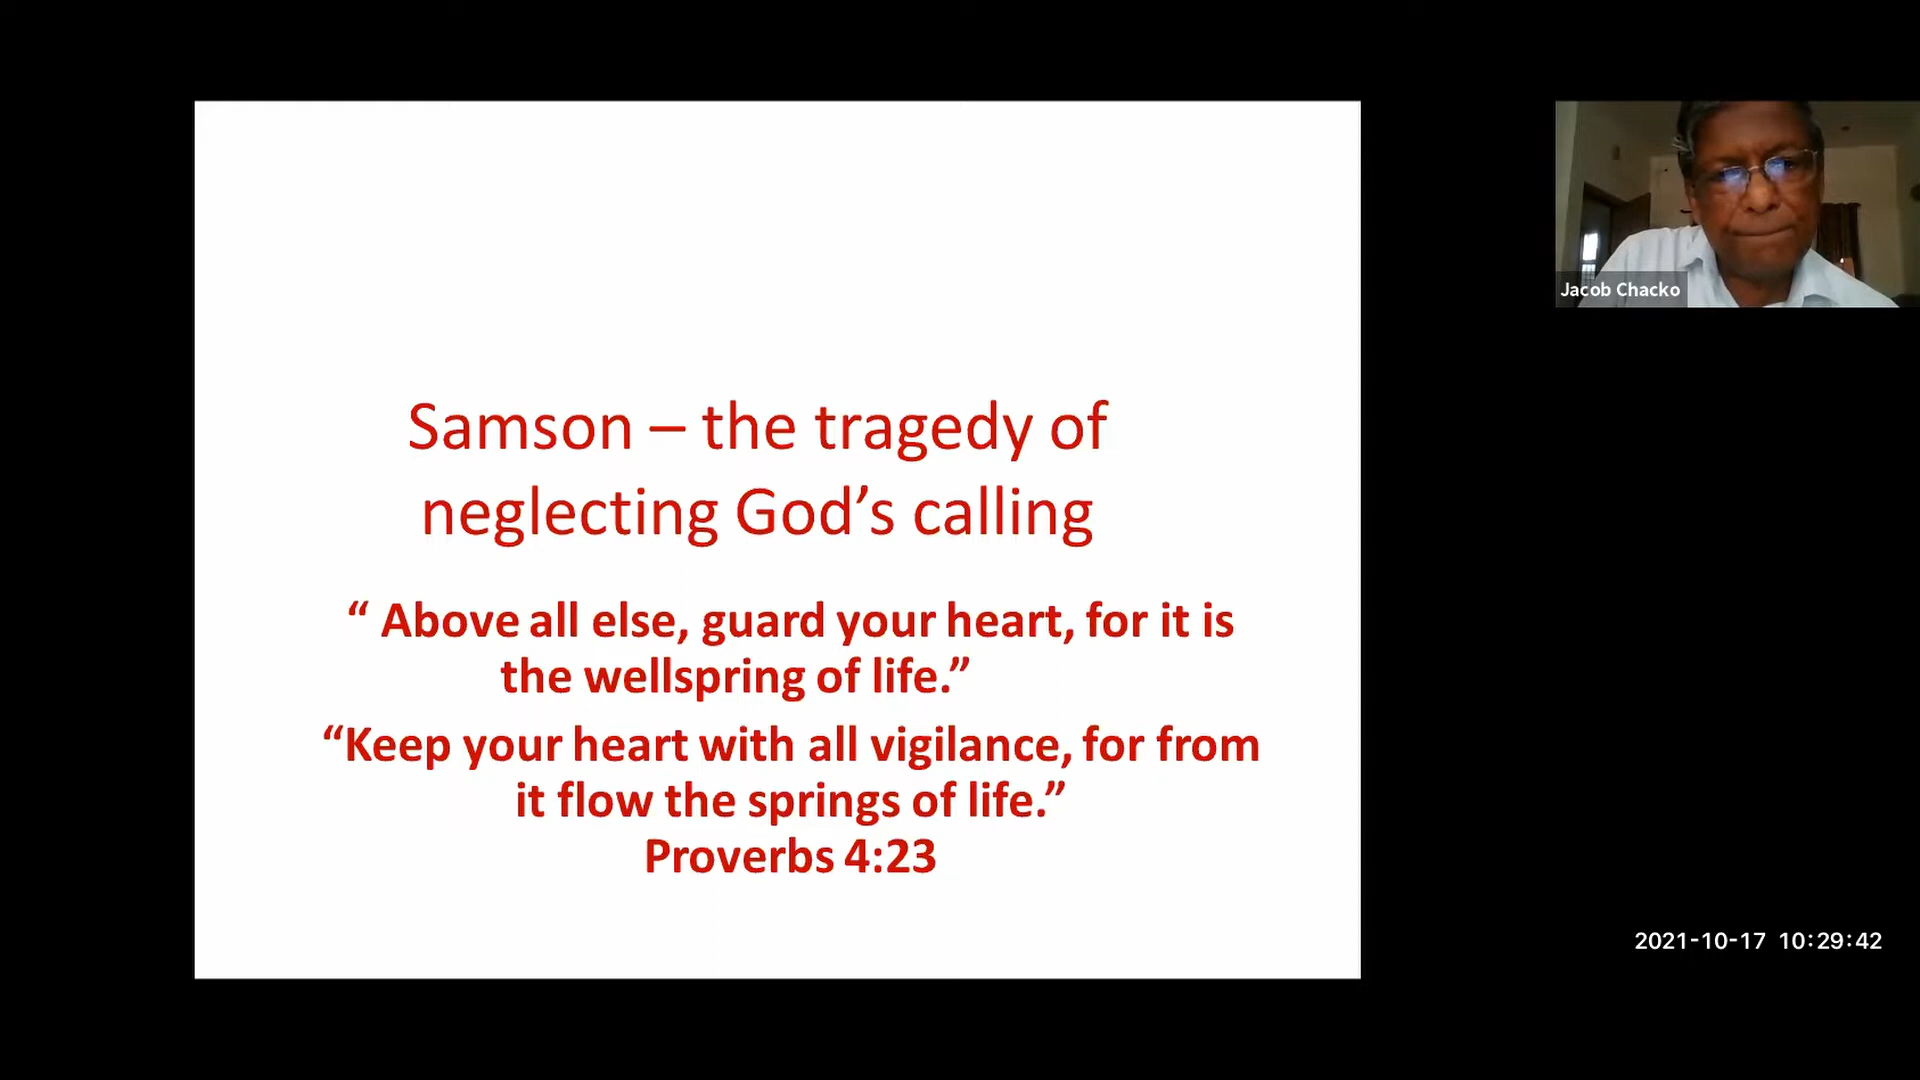 Samson – the tragedy of
neglecting God’s calling
“ Above all else, guard your heart, for it is
the wellspring of life.”
“Keep your heart with all vigilance, for from
it flow the springs of life.”
Proverbs 4:23
Jacob Chacko
2021-10-17 10:29:42